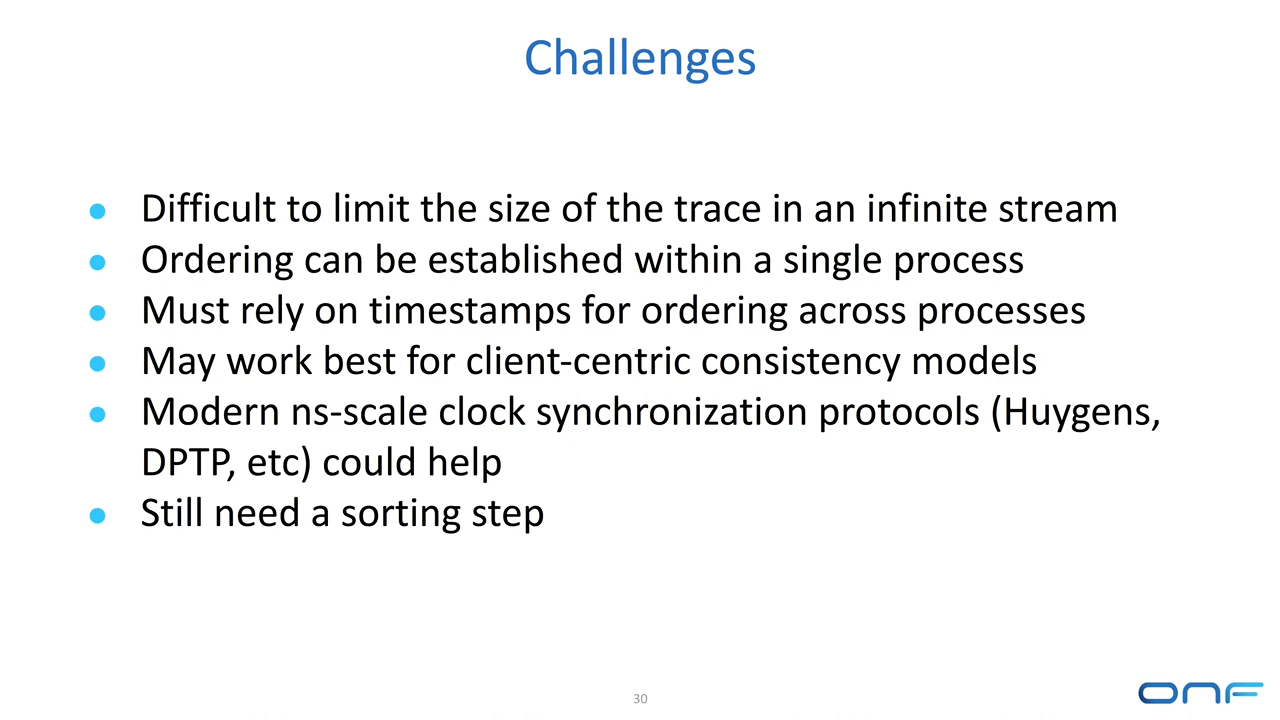 Challenges
● Difficult to limit the size of the trace in an infinite stream
● Ordering can be established within a single process
● Must rely on timestamps for ordering across processes
● May work best for client-centric consistency models
● Modern ns-scale clock synchronization protocols (Huygens,
DPTP, etc) could help
● Still need a sorting step
30
ONF